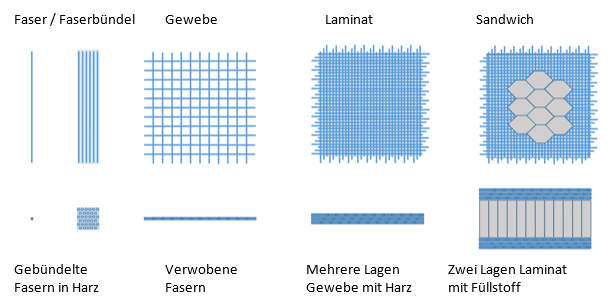 Faser / Faserbündel
Gewebe
Laminat
Sandwich
Gebündelte
Fasern in Harz
Verwobene
Fasern
Mehrere Lagen
Gewebe mit Harz
Zwei Lagen Laminat
mit Füllstoff